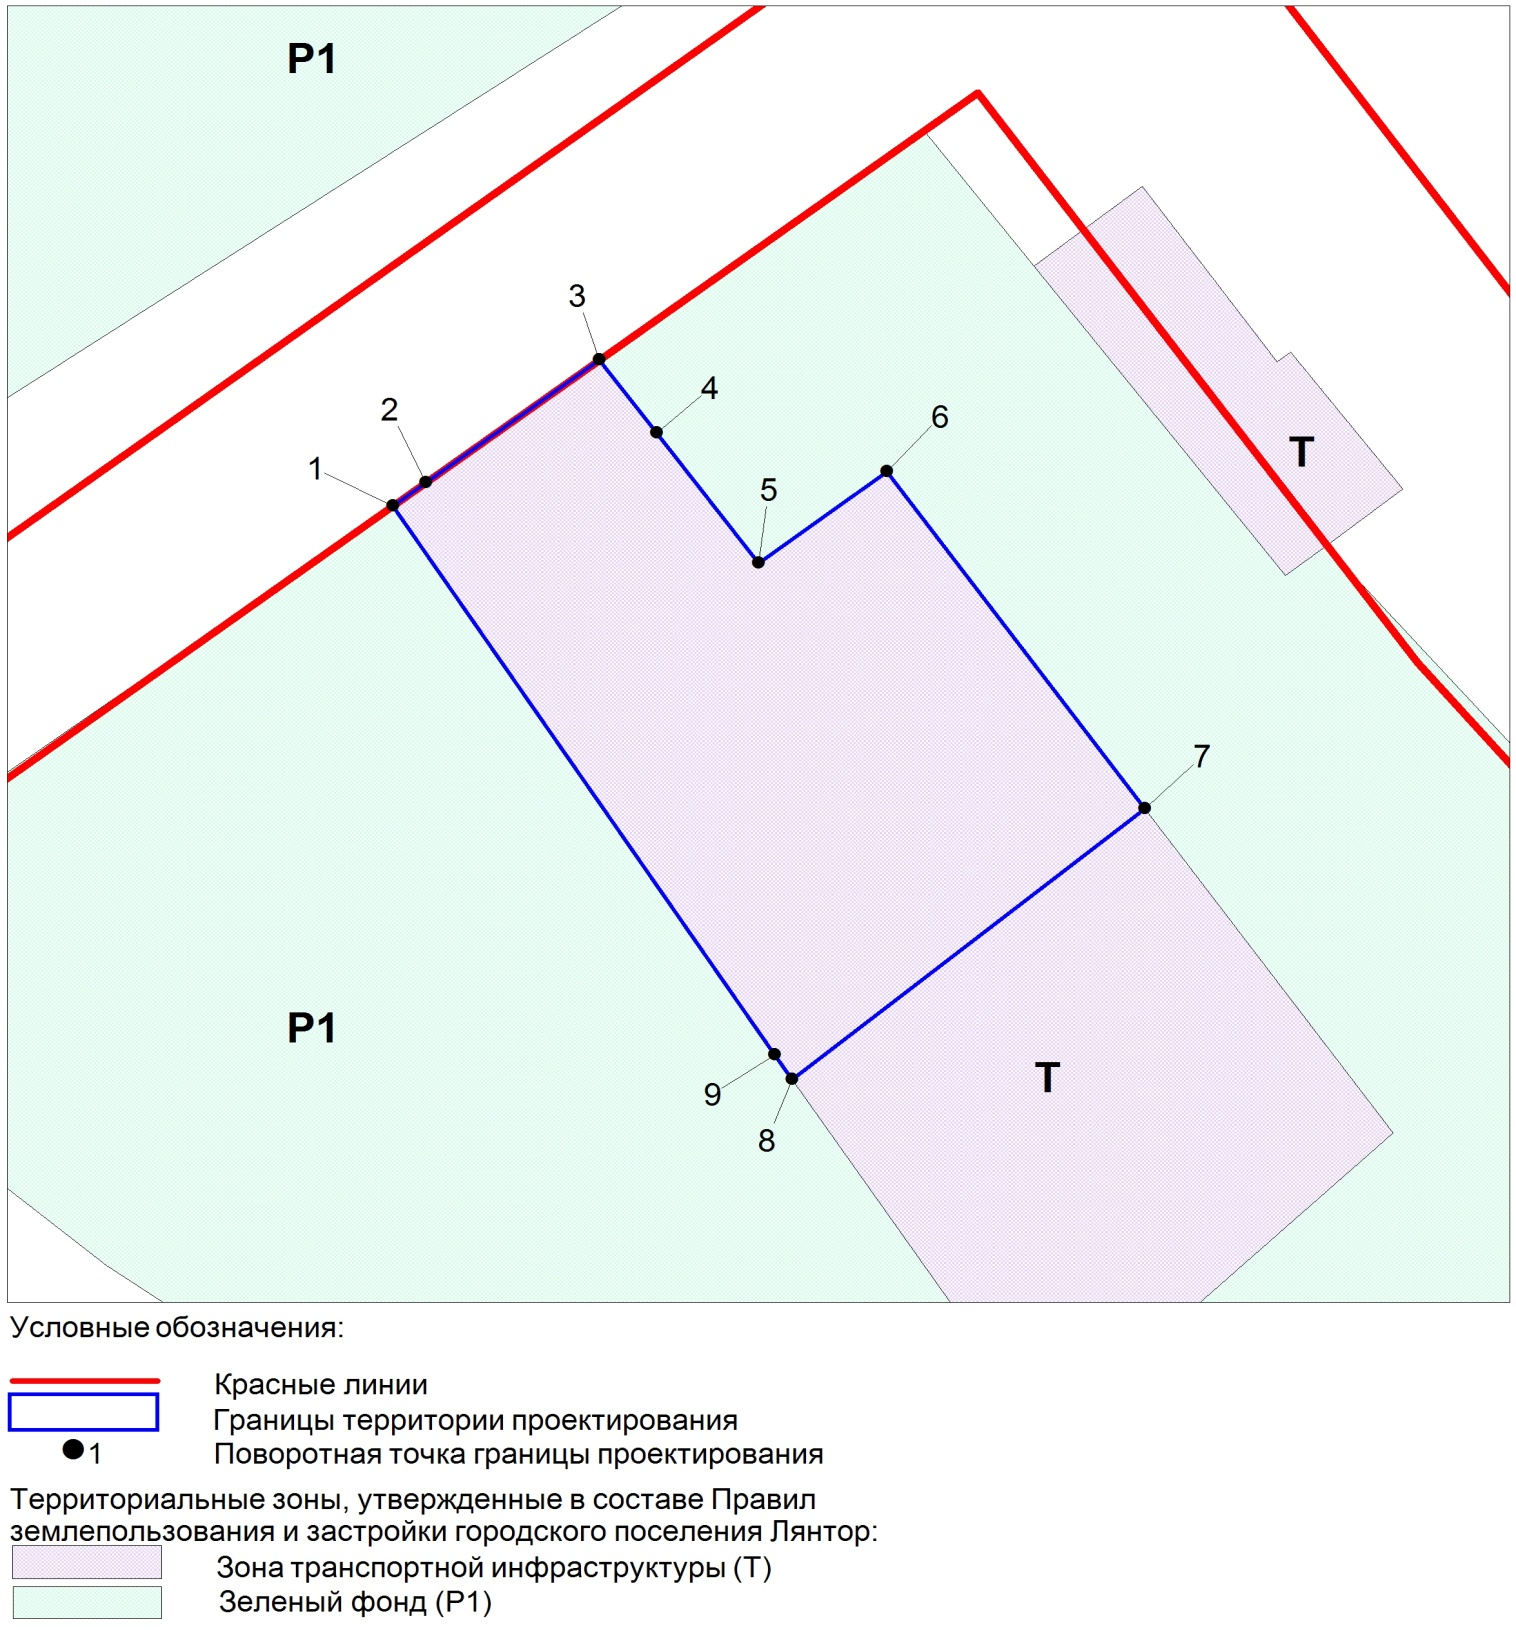 Р1
3
4
2
6
1
Т
5
7
Р1
Т
9
8
Условные обозначения:
Красные линии
Границы территории проектирования
1 Поворотная точка границы проектирования
Территориальные зоны, утвержденные в составе Правил
землепользования и застройки городского поселения Лянтор:
Зона транспортной инфраструктуры (Т)
Зеленый фонд (Р1)